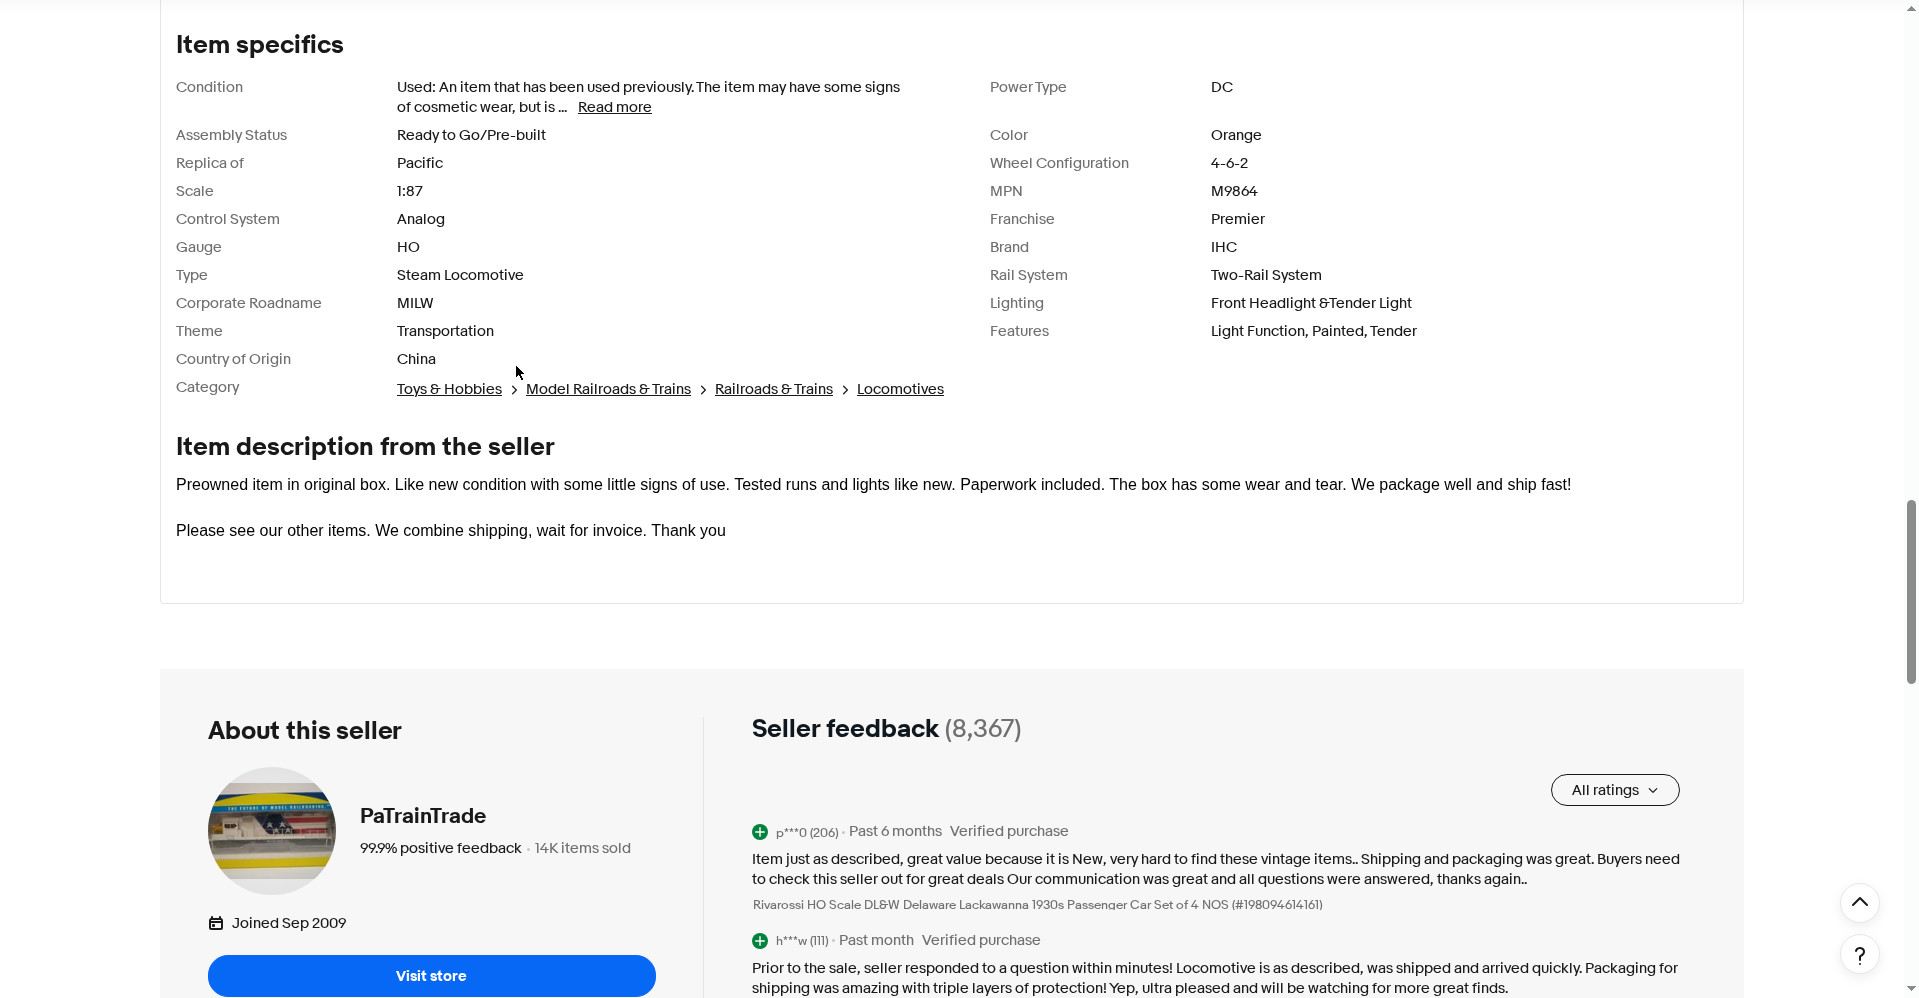 Item specifics
Condition
Used: An item that has been used previously. The item may have some signs
of cosmetic wear, but is ... Read more
Power Type
DC
Assembly Status
Ready to Go/Pre-built
Color
Orange
Replica of
Pacific
Wheel Configuration
4-6-2
Scale
1:87
MPN
M9864
Control System
Analog
Franchise
Premier
Gauge
HO
Brand
IHC
Type
Steam Locomotive
Rail System
Two-Rail System
Corporate Roadname
MILW
Lighting
Front Headlight &Tender Light
Theme
Transportation
Features
Light Function, Painted, Tender
Country of Origin
China
Category
Toys & Hobbies > Model Railroads & Trains > Railroads & Trains > Locomotives
Item description from the seller
Preowned item in original box. Like new condition with some little signs of use. Tested runs and lights like new. Paperwork included. The box has some wear and tear. We package well and ship fast!
Please see our other items. We combine shipping, wait for invoice. Thank you
About this seller
THE FUTURE OF MODEL RAILROADING
PaTrainTrade
99.9% positive feedback · 14K items sold
Joined Sep 2009
Visit store
Seller feedback (8,367)
All ratings
p***0 (206) · Past 6 months Verified purchase
Item just as described, great value because it is New, very hard to find these vintage items.. Shipping and packaging was great. Buyers need
to check this seller out for great deals Our communication was great and all questions were answered, thanks again..
Rivarossi HO Scale DL&W Delaware Lackawanna 1930s Passenger Car Set of 4 NOS (#198094614161)
h***w (111) · Past month Verified purchase
Prior to the sale, seller responded to a question within minutes! Locomotive is as described, was shipped and arrived quickly. Packaging for
shipping was amazing with triple layers of protection! Yep, ultra pleased and will be watching for more great finds.
?